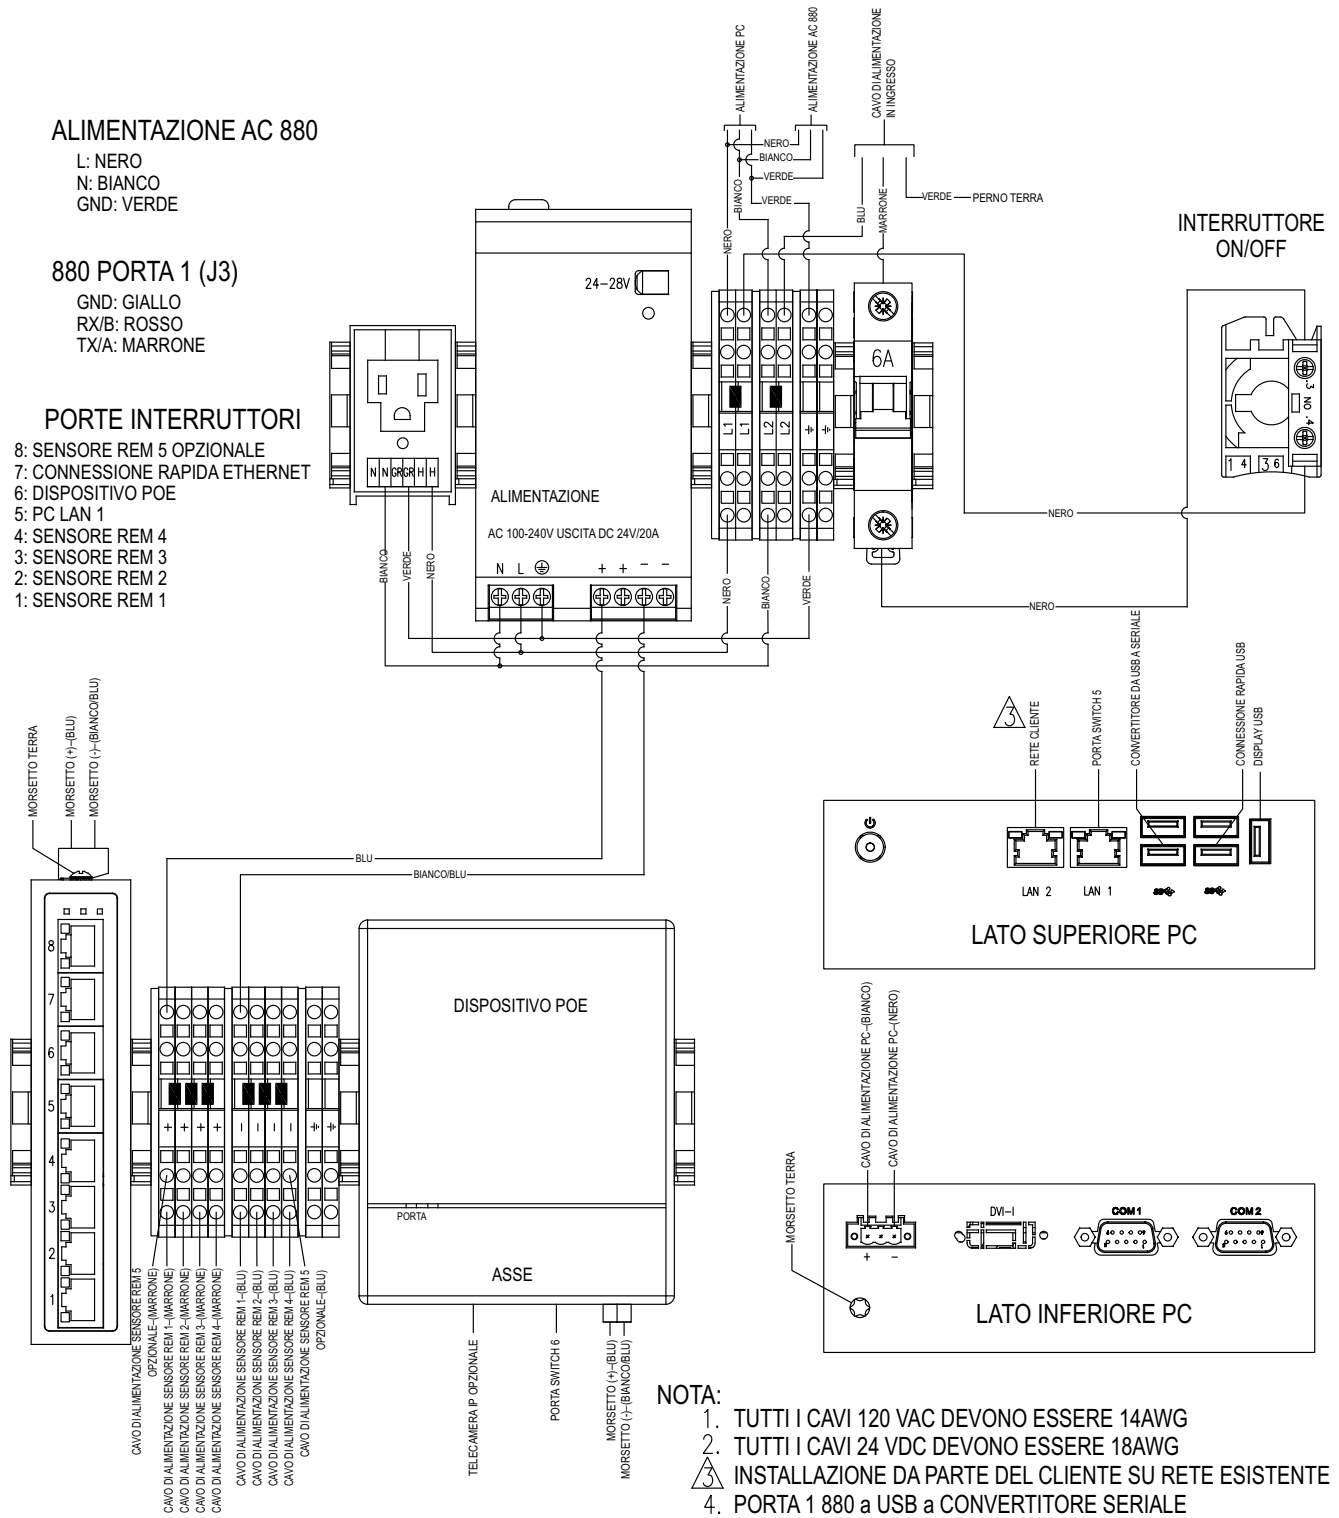 ALIMENTAZIONE AC 880
L: NERO
N: BIANCO
GND: VERDE
880 PORTA 1 (J3)
GND: GIALLO
RX/B: ROSSO
TX/A: MARRONE
PORTE INTERRUTTORI
8: SENSORE REM 5 OPZIONALE
7: CONNESSIONE RAPIDA ETHERNET
6: DISPOSITIVO POE
5: PC LAN 1
4: SENSORE REM 4
3: SENSORE REM 3
2: SENSORE REM 2
1: SENSORE REM 1
ALIMENTAZIONE PC
ALIMENTAZIONE AC 880
CAVO DI ALIMENTAZIONE
IN INGRESSO
NERO
BIANCO
VERDE
VERDE
BIANCO
NERO
BLU
MARRONE
VERDE
PERNO TERRA
INTERRUTTORE
ON/OFF
24-28V
6A
.3 NO .4
1 4 3 6
L1 L1 L2 L2
N N GR GR H H
ALIMENTAZIONE
AC 100-240V USCITA DC 24V/20A
N L + + - -
BIANCO
VERDE
NERO
NERO
BIANCO
VERDE
NERO
NERO
MORSETTO TERRA
MORSETTO (+)-(BLU)
MORSETTO (-)-(BIANCO/BLU)
BLU
BIANCO/BLU
8
7
6
5
4
3
2
1
+ + + + - - - -
DISPOSITIVO POE
PORTA
ASSE
CAVO DI ALIMENTAZIONE SENSORE REM 5
OPZIONALE-(MARRONE)
CAVO DI ALIMENTAZIONE SENSORE REM 1-(MARRONE)
CAVO DI ALIMENTAZIONE SENSORE REM 2-(MARRONE)
CAVO DI ALIMENTAZIONE SENSORE REM 3-(MARRONE)
CAVO DI ALIMENTAZIONE SENSORE REM 4-(MARRONE)
CAVO DI ALIMENTAZIONE SENSORE REM 1-(BLU)
CAVO DI ALIMENTAZIONE SENSORE REM 2-(BLU)
CAVO DI ALIMENTAZIONE SENSORE REM 3-(BLU)
CAVO DI ALIMENTAZIONE SENSORE REM 4-(BLU)
CAVO DI ALIMENTAZIONE SENSORE REM 5
OPZIONALE-(BLU)
TELECAMERA IP OPZIONALE
PORTA SWITCH 6
MORSETTO (+)-(BLU)
MORSETTO (-)-(BIANCO/BLU)
3
RETE CLIENTE
PORTA SWITCH 5
CONVERTITORE DA USB A SERIALE
CONNESSIONE RAPIDA USB
DISPLAY USB
LAN 2
LAN 1
LATO SUPERIORE PC
CAVO DI ALIMENTAZIONE PC-(BIANCO)
CAVO DI ALIMENTAZIONE PC-(NERO)
MORSETTO TERRA
+ -
DVI-I
COM 1
COM 2
LATO INFERIORE PC
NOTA:
1. TUTTI I CAVI 120 VAC DEVONO ESSERE 14AWG
2. TUTTI I CAVI 24 VDC DEVONO ESSERE 18AWG
3 INSTALLAZIONE DA PARTE DEL CLIENTE SU RETE ESISTENTE
4. PORTA 1 880 a USB a CONVERTITORE SERIALE